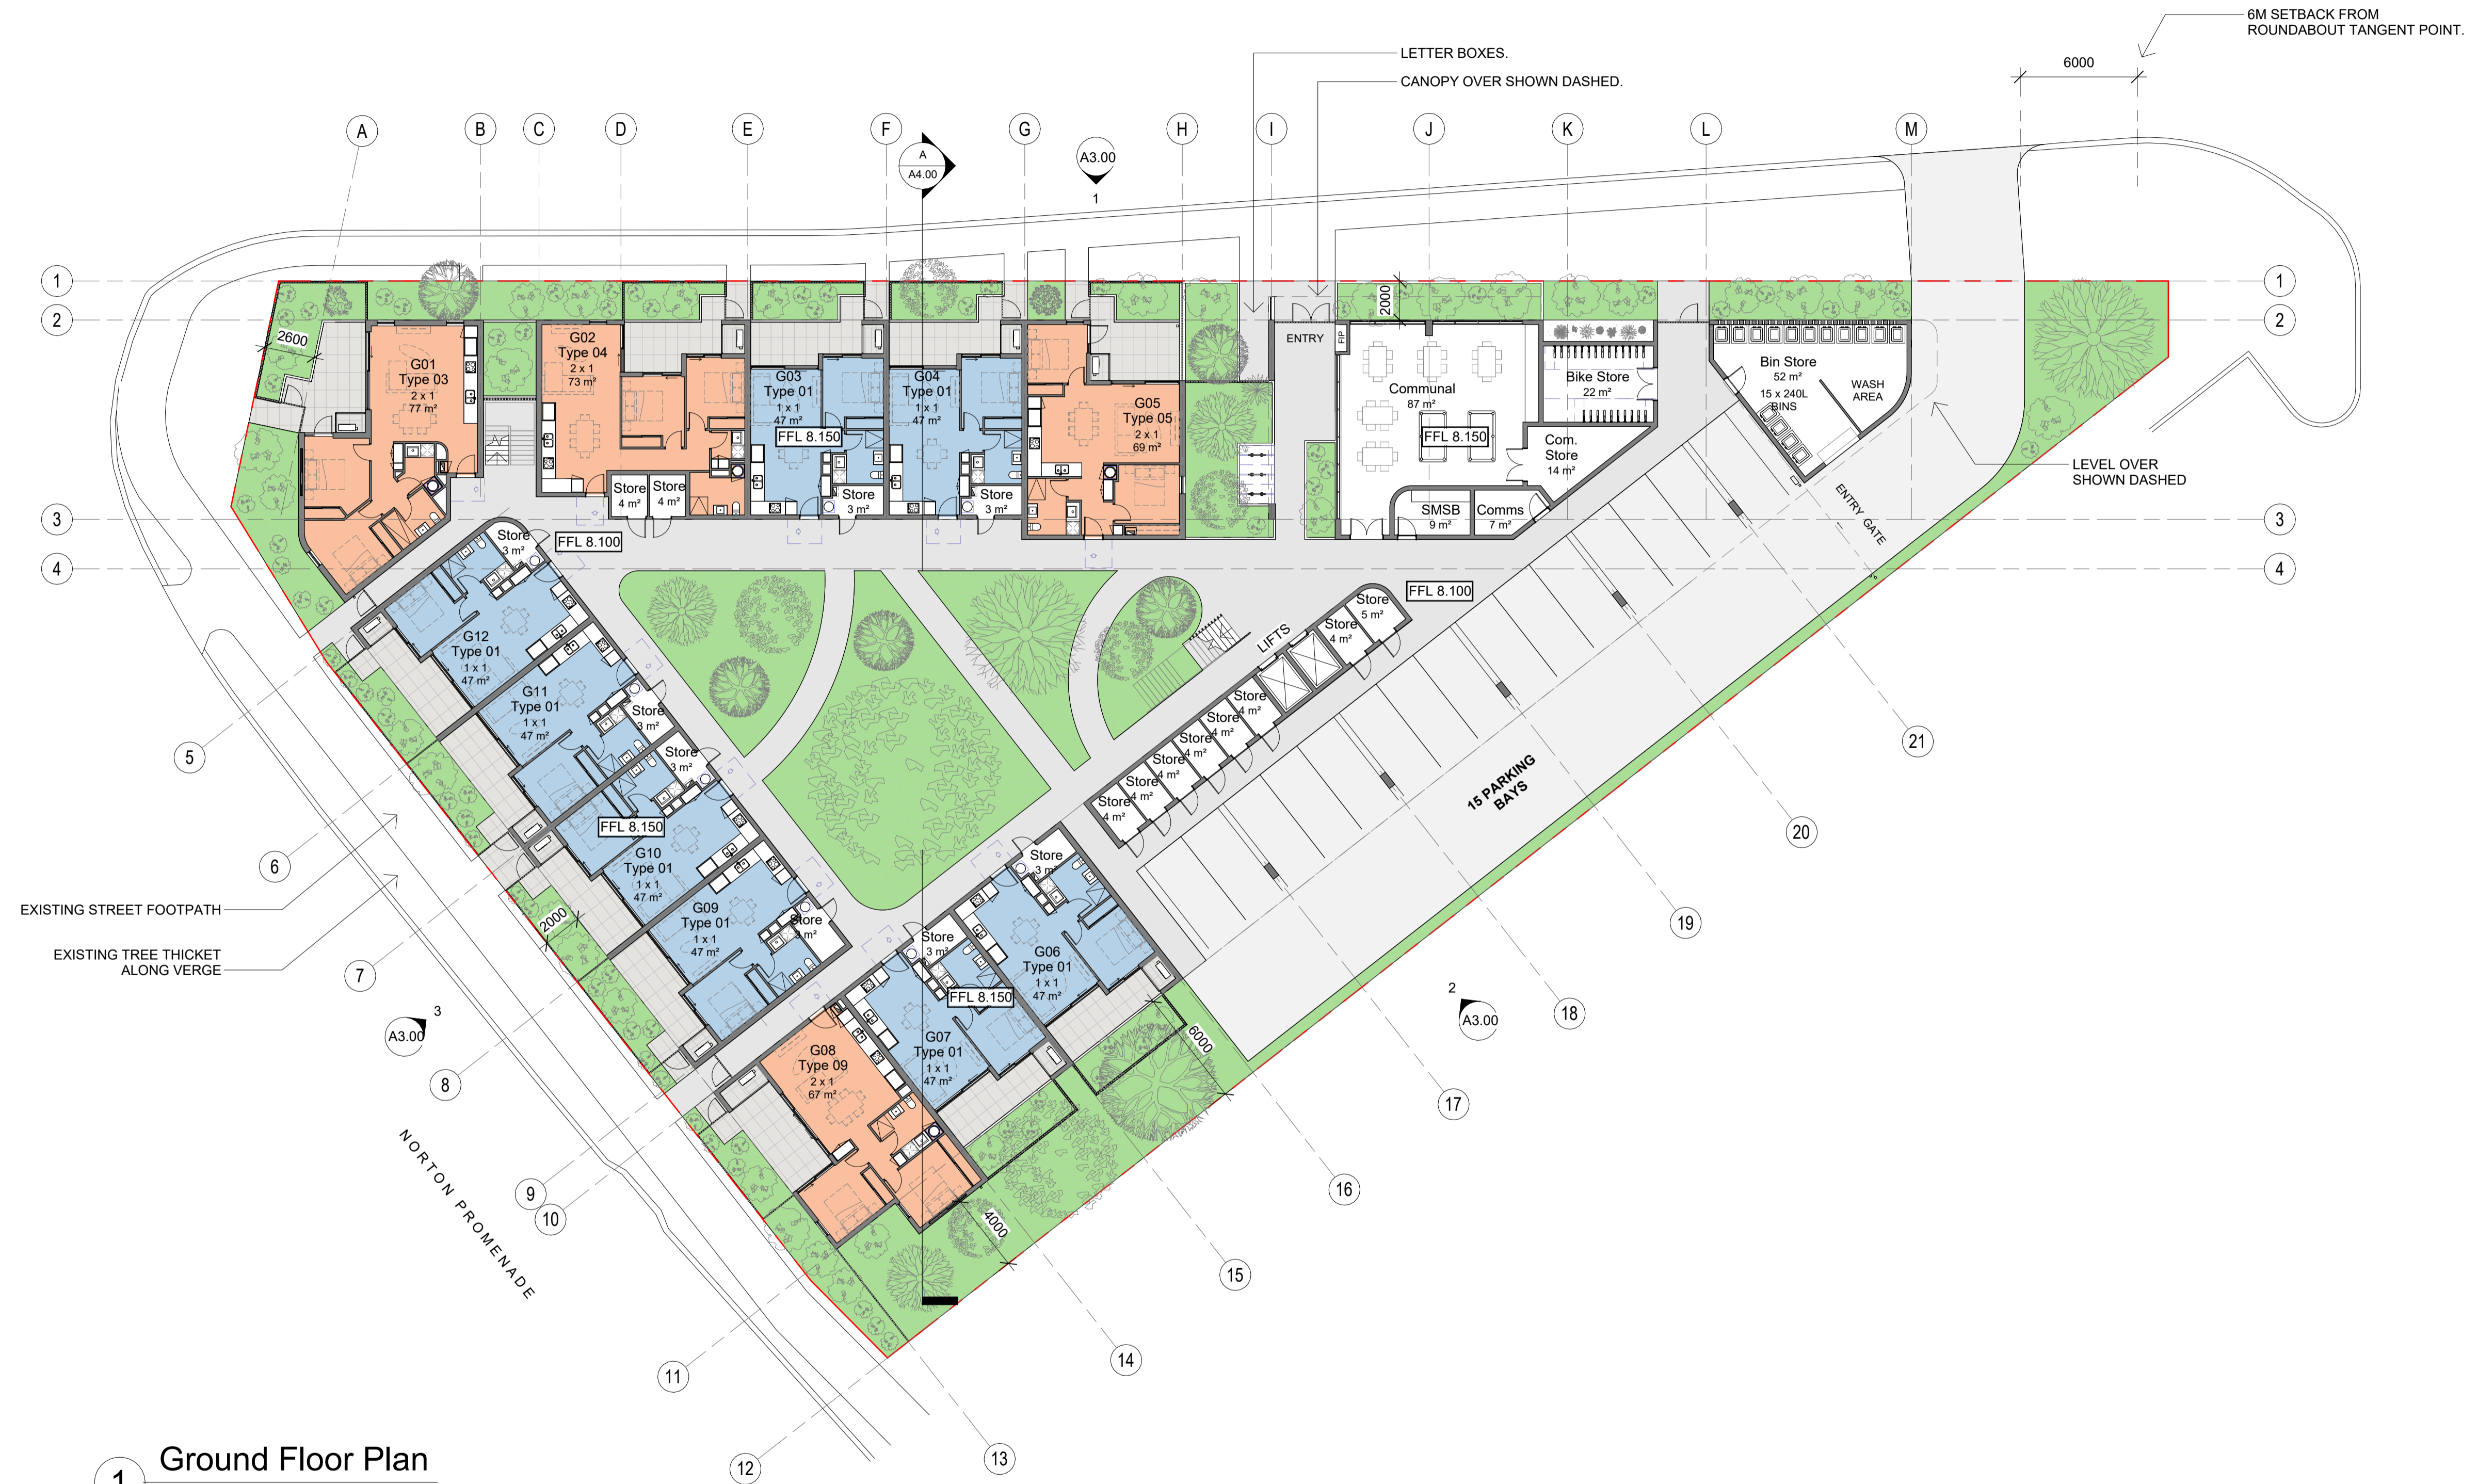 6M SETBACK FROM
ROUNDABOUT TANGENT POINT.
LETTER BOXES.
CANOPY OVER SHOWN DASHED.
6000
A
B
C
D
E
F
G
H
I
J
K
L
M
A
A4.00
A3.00
1
1
1
2
2
3
3
4
4
2600
2000
G01
Type 03
2 x 1
77 m²
G02
Type 04
2 x 1
73 m²
Store
4 m²
Store
4 m²
G03
Type 01
1 x 1
47 m²
FFL 8.150
Store
3 m²
G04
Type 01
1 x 1
47 m²
Store
3 m²
G05
Type 05
2 x 1
69 m²
ENTRY
FIP
Communal
87 m²
FFL 8.150
Bike Store
22 m²
Com.
Store
14 m²
SMSB
9 m²
Comms
7 m²
Bin Store
52 m²
15 x 240L
BINS
WASH
AREA
LEVEL OVER
SHOWN DASHED
ENTRY GATE
FFL 8.100
FFL 8.100
Store
3 m²
G12
Type 01
1 x 1
47 m²
G11
Type 01
1 x 1
47 m²
Store
3 m²
Store
3 m²
FFL 8.150
G10
Type 01
1 x 1
47 m²
G09
Type 01
1 x 1
47 m²
Store
3 m²
LIFTS
Store
5 m²
Store
4 m²
Store
4 m²
Store
4 m²
Store
4 m²
Store
4 m²
Store
4 m²
Store
4 m²
15 PARKING
BAYS
Store
3 m²
G06
Type 01
1 x 1
47 m²
Store
3 m²
FFL 8.150
G07
Type 01
1 x 1
47 m²
G08
Type 09
2 x 1
67 m²
2000
6000
4000
EXISTING STREET FOOTPATH
EXISTING TREE THICKET
ALONG VERGE
3
A3.00
2
A3.00
NORTON PROMENADE
5
6
7
8
9
10
11
12
13
14
15
16
17
18
19
20
21
Ground Floor Plan
1